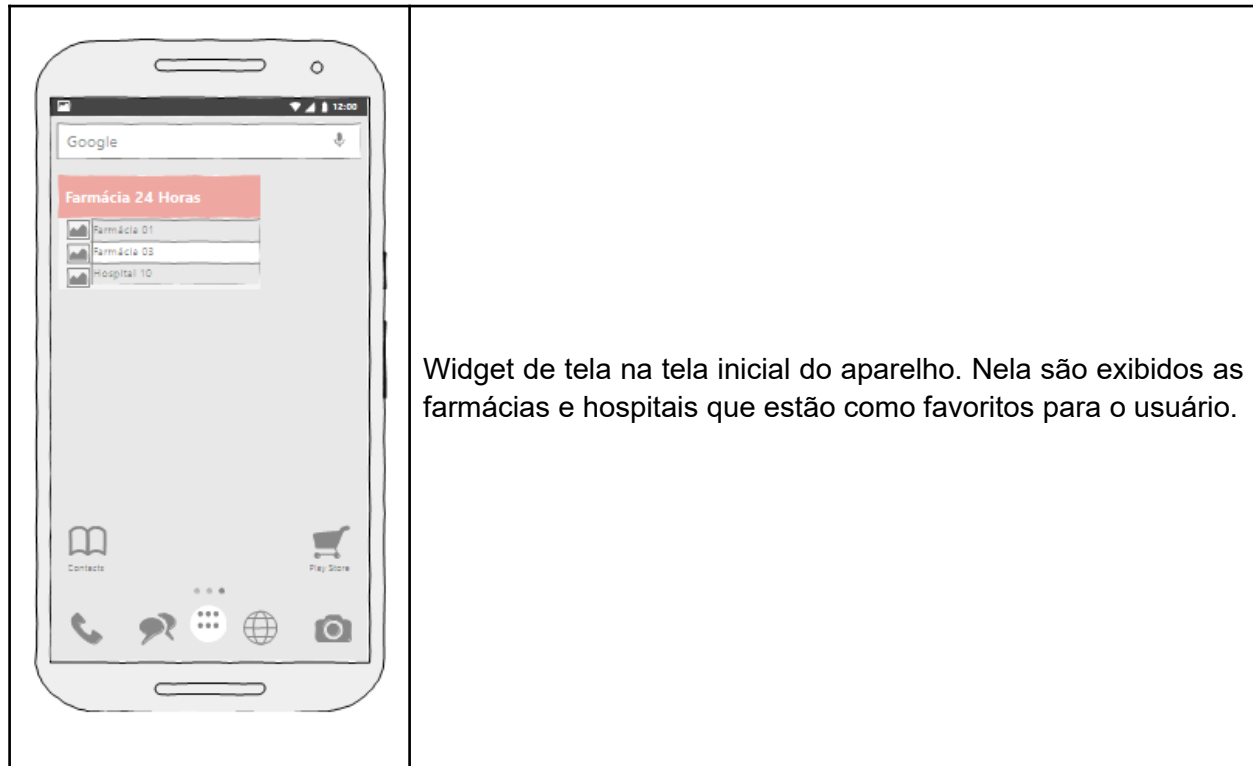 12:00
Google
Farmácia 24 Horas
Farmácia 01
Farmácia 03
Hospital 10
Contacts
Play Store
Widget de tela na tela inicial do aparelho. Nela são exibidos as
farmácias e hospitais que estão como favoritos para o usuário.